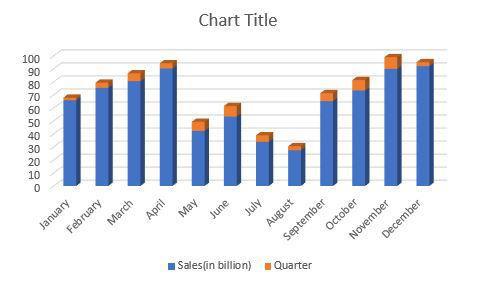 Chart Title
100
90
80
70
60
50
40
30
20
10
0
January
February
March
April
May
June
July
August
September
October
November
December
Sales(in billion) Quarter